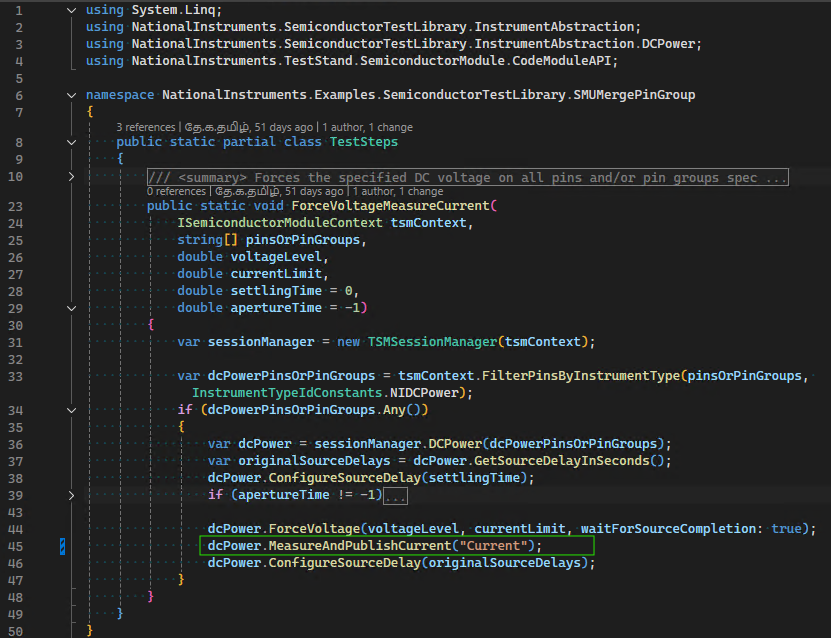 1 using System.Linq;
2 using NationalInstruments.SemiconductorTestLibrary.InstrumentAbstraction;
3 using NationalInstruments.SemiconductorTestLibrary.InstrumentAbstraction.DCPower;
4 using NationalInstruments.TestStand.SemiconductorModule.CodeModuleAPI;
5
6 namespace NationalInstruments.Examples.SemiconductorTestLibrary.SMUMergePinGroup
7 {
3 references | தே.க.தமிழ், 51 days ago | 1 author, 1 change
8 public static partial class TestSteps
9 {
10 /// <summary> Forces the specified DC voltage on all pins and/or pin groups spec ...
0 references | தே.க.தமிழ், 51 days ago | 1 author, 1 change
23 public static void ForceVoltageMeasureCurrent(
24 ISemiconductorModuleContext tsmContext,
25 string[] pinsOrPinGroups,
26 double voltageLevel,
27 double currentLimit,
28 double settlingTime = 0,
29 double apertureTime = -1)
30 {
31 var sessionManager = new TSMSessionManager(tsmContext);
32
33 var dcPowerPinsOrPinGroups = tsmContext.FilterPinsByInstrumentType(pinsOrPinGroups,
InstrumentTypeIdConstants.NIDCPower);
34 if (dcPowerPinsOrPinGroups.Any())
35 {
36 var dcPower = sessionManager.DCPower(dcPowerPinsOrPinGroups);
37 var originalSourceDelays = dcPower.GetSourceDelayInSeconds();
38 dcPower.ConfigureSourceDelay(settlingTime);
39 if (apertureTime != -1)...
43
44 dcPower.ForceVoltage(voltageLevel, currentLimit, waitForSourceCompletion: true);
45 dcPower.MeasureAndPublishCurrent("Current");
46 dcPower.ConfigureSourceDelay(originalSourceDelays);
47 }
48 }
49 }
50 }